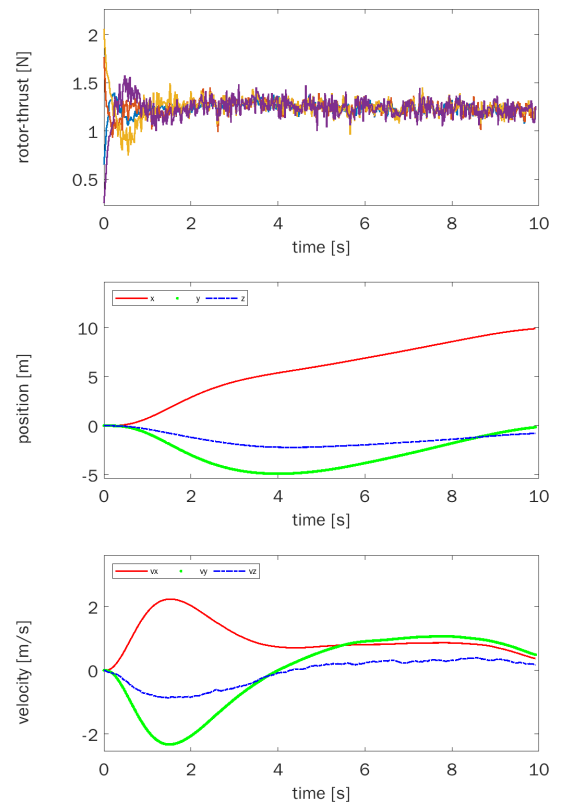 rotor-thrust [N]
2
1.5
1
0.5
0 2 4 6 8 10
time [s]
position [m]
x y z
10
5
0
-5
0 2 4 6 8 10
time [s]
velocity [m/s]
vx vy vz
2
0
-2
0 2 4 6 8 10
time [s]